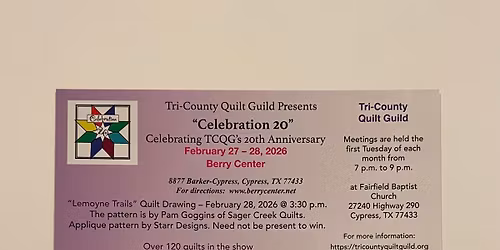 Tri-County Quilt Guild Presents
"Celebration 20"
Celebrating TCQG's 20th Anniversary
February 27 – 28, 2026
Berry Center
8877 Barker-Cypress, Cypress, TX 77433
For directions: www.berrycenter.net
"Lemoyne Trails" Quilt Drawing – February 28, 2026 @ 3:30 p.m.
The pattern is by Pam Goggins of Sager Creek Quilts.
Applique pattern by Starr Designs. Need not be present to win.
Over 120 quilts in the show
Celebration
20
Tri-County
Quilt Guild
Meetings are held the
first Tuesday of each
month from
7 p.m. to 9 p.m.
at Fairfield Baptist
Church
27240 Highway 290
Cypress, TX 77433
For more information:
https://tricountyquiltguild.org